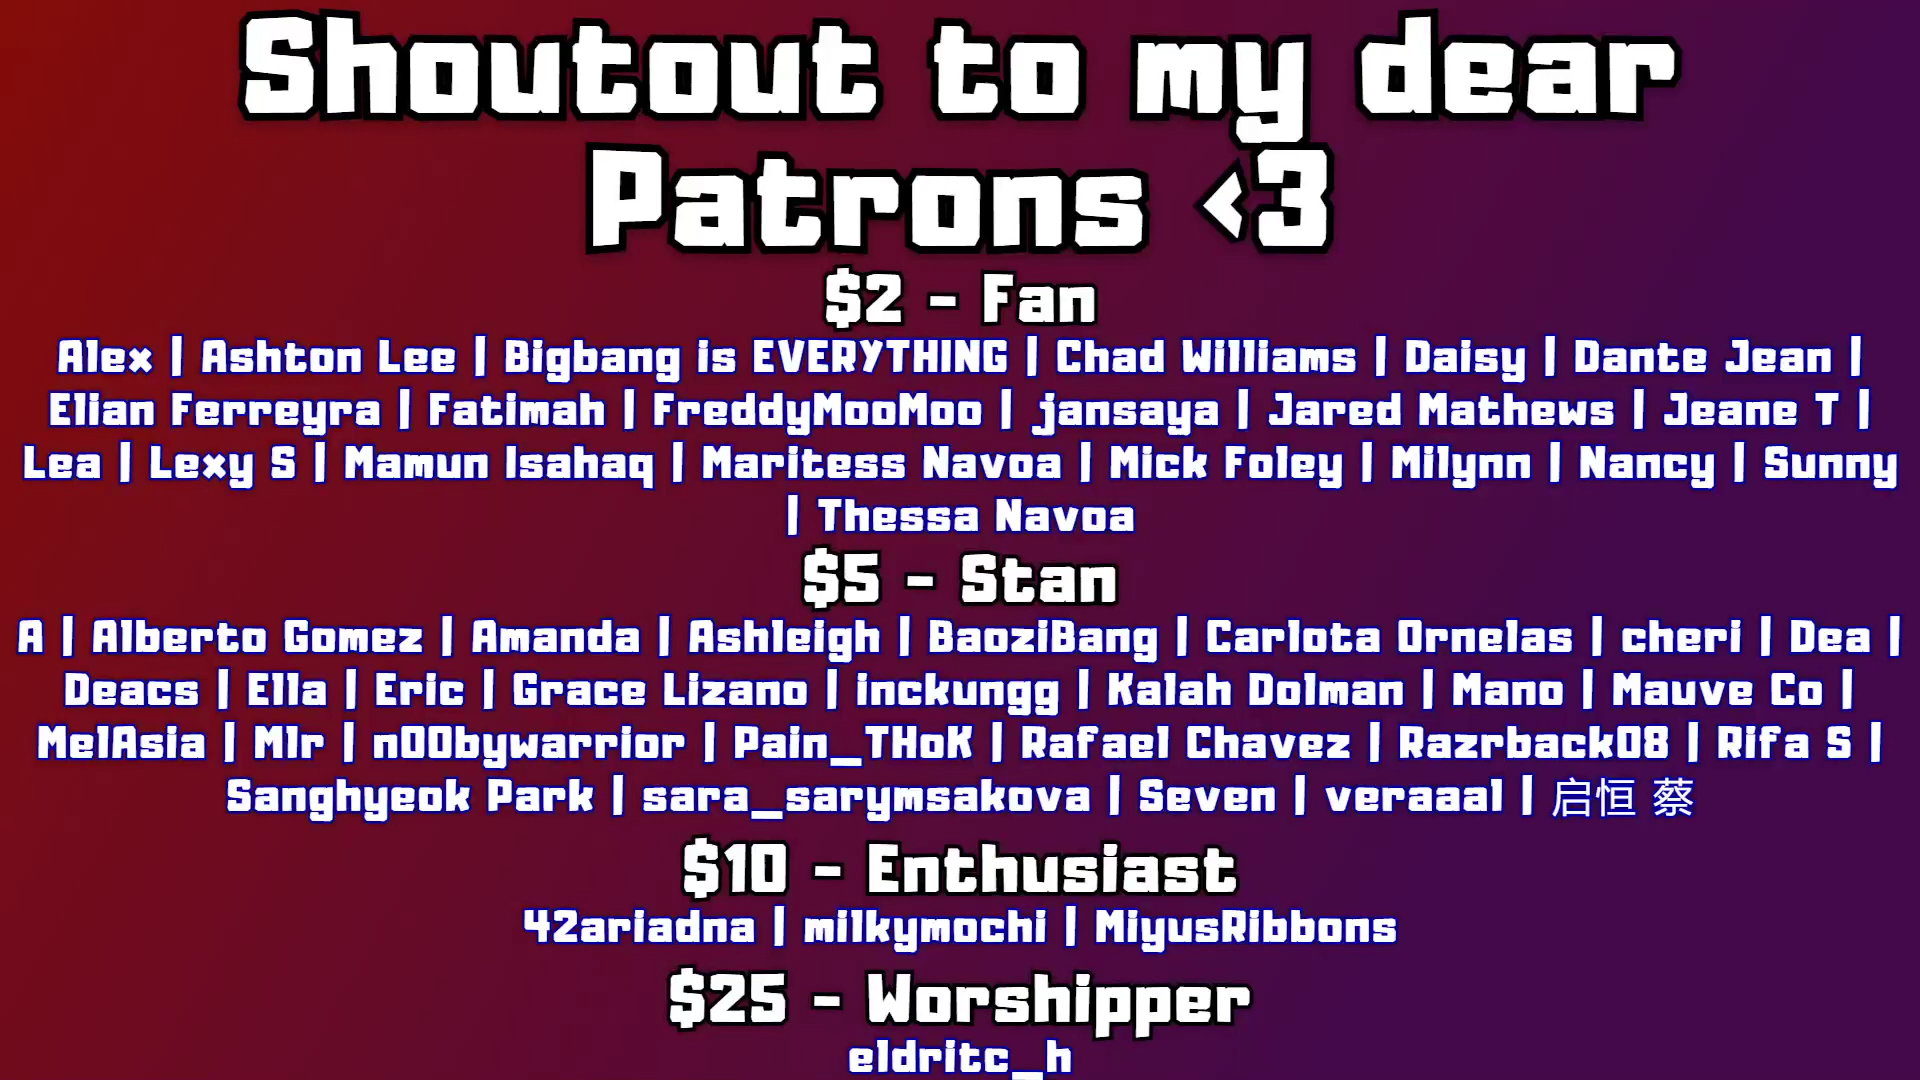 Shoutout to my dear
Patrons <3
$2 - Fan
Alex | Ashton Lee | Bigbang is EVERYTHING | Chad Williams | Daisy | Dante Jean |
Elian Ferreyra | Fatimah | FreddyMooMoo | jansaya | Jared Mathews | Jeane T |
Lea | Lexy S | Mamun Isahaq | Maritess Navoa | Mick Foley | Milynn | Nancy | Sunny
| Thessa Navoa
$5 - Stan
A | Alberto Gomez | Amanda | Ashleigh | BaoziBang | Carlota Ornelas | cheri | Dea |
Deacs | Ella | Eric | Grace Lizano | inckungg | Kalah Dolman | Mano | Mauve Co |
MelAsia | Mlr | n00bywarrior | Pain_THoK | Rafael Chavez | Razrback08 | Rifa S |
Sanghyeok Park | sara_sarymsakova | Seven | veraaal | 启恒 蔡
$10 - Enthusiast
42ariadna | milkymochi | MiyusRibbons
$25 - Worshipper
eldritc_h